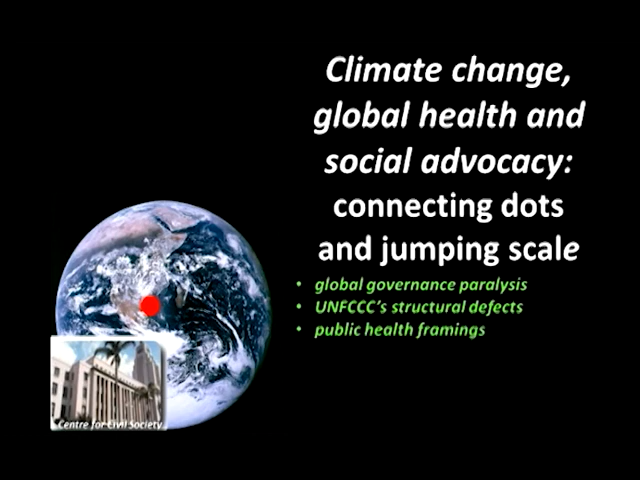 Climate change,
global health and
social advocacy:
connecting dots
and jumping scale
• global governance paralysis
• UNFCCC's structural defects
• public health framings
Centre for Civil Society